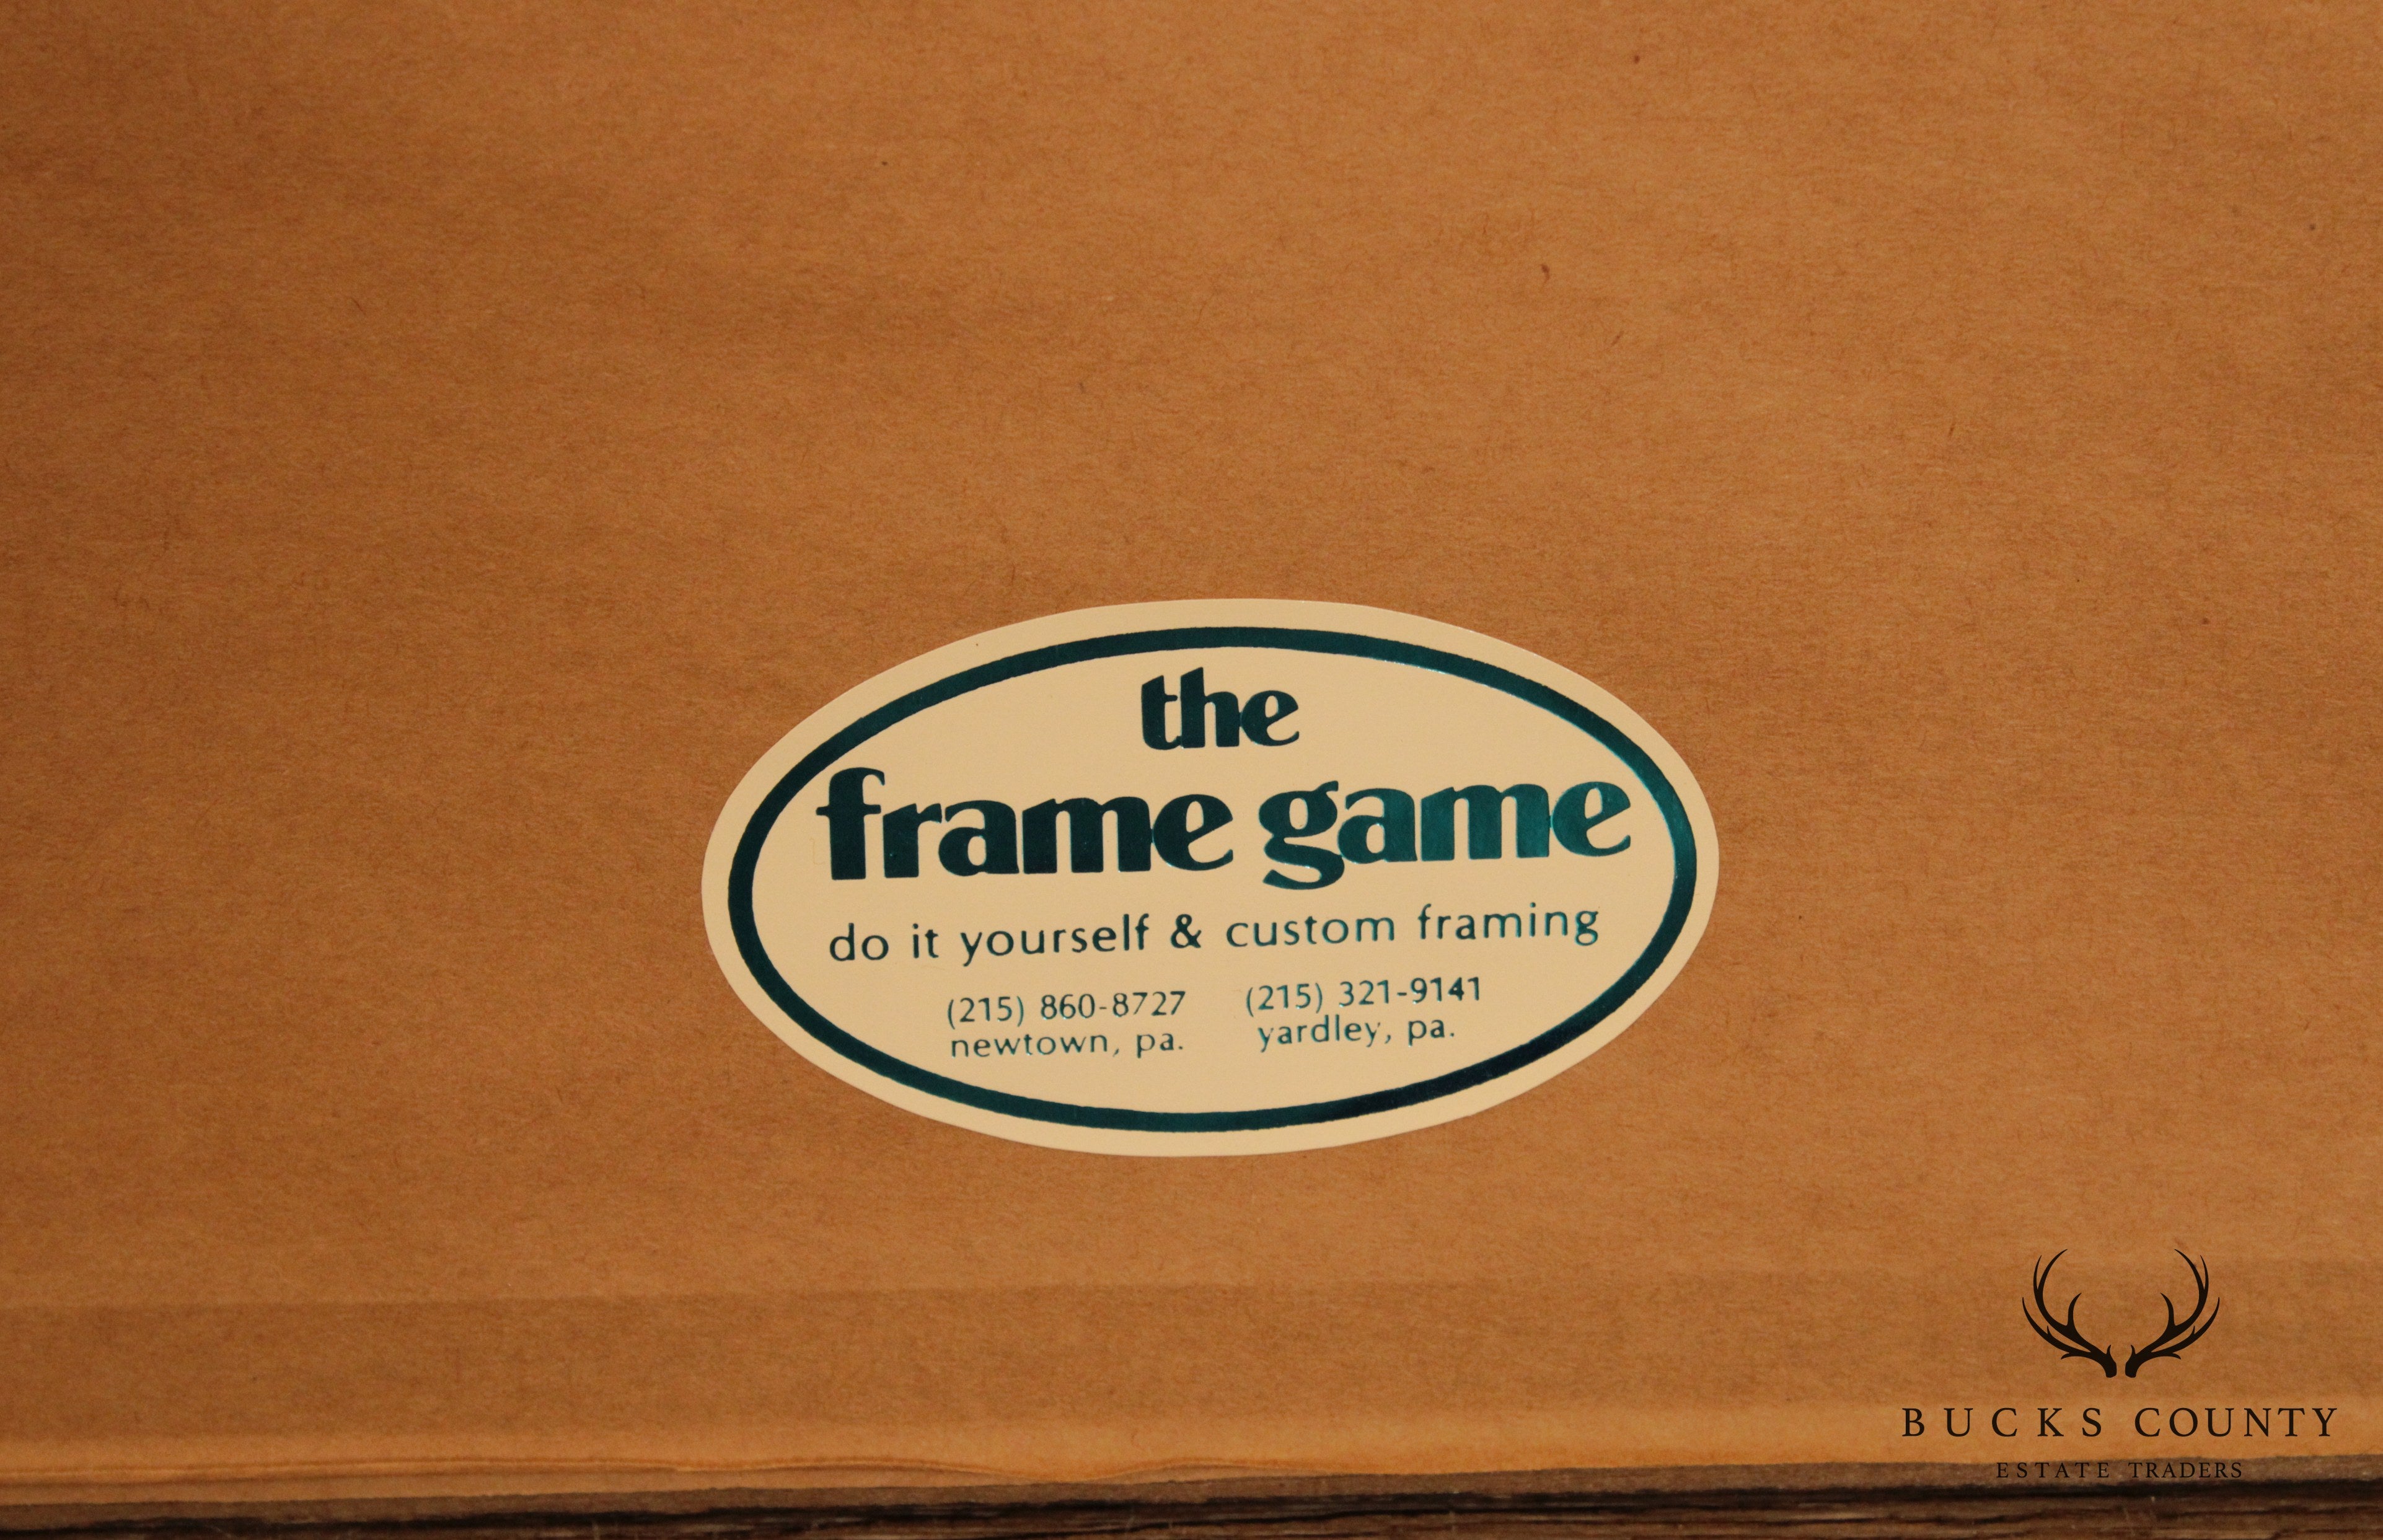 the
frame game
do it yourself & custom framing
(215) 860-8727 (215) 321-9141
newtown, pa. yardley, pa.
BUCKS COUNTY
ESTATE TRADERS